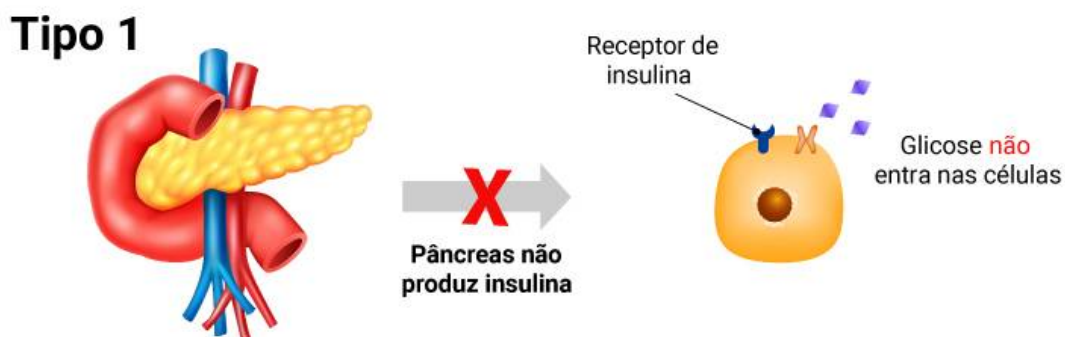 Tipo 1
Receptor de
insulina
Glicose não
entra nas células
X
Pâncreas não
produz insulina